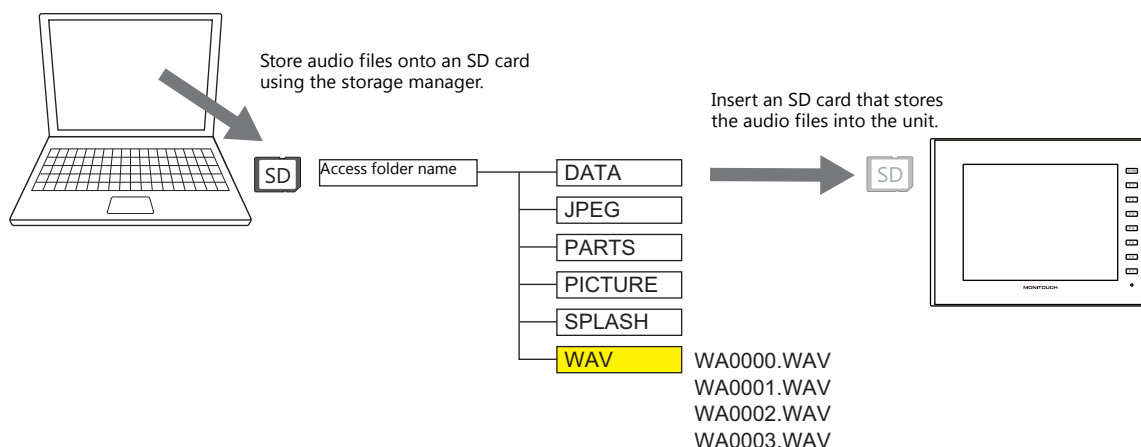 Store audio files onto an SD card
using the storage manager.
Insert an SD card that stores
the audio files into the unit.
SD
Access folder name
DATA
SD
JPEG
PARTS
PICTURE
MONITOUCH
SPLASH
WAV
WA0000.WAV
WA0001.WAV
WA0002.WAV
WA0003.WAV